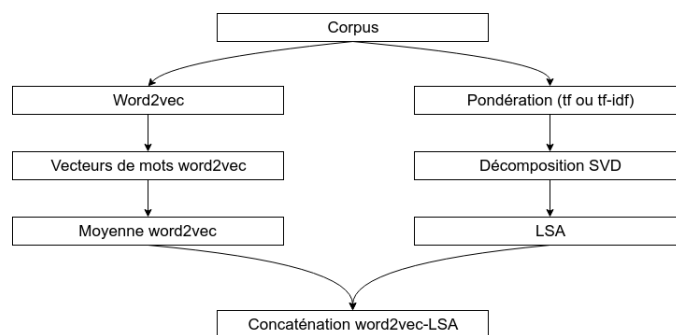 Corpus
Word2vec
Pondération (tf ou tf-idf)
Vecteurs de mots word2vec
Décomposition SVD
Moyenne word2vec
LSA
Concaténation word2vec-LSA